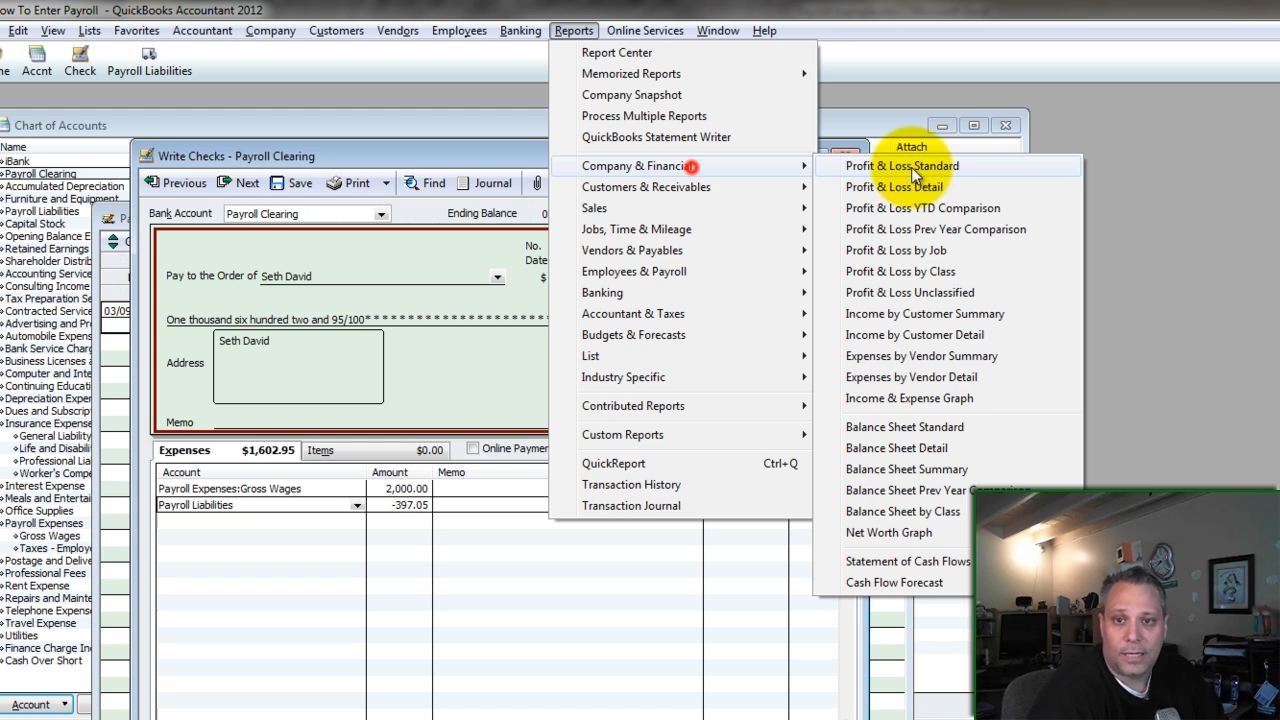 ow To Enter Payroll - QuickBooks Accountant 2012
Edit View Lists Favorites Accountant Company Customers Vendors Employees Banking Reports Online Services Window Help
me Accnt Check Payroll Liabilities
Report Center
Memorized Reports
Company Snapshot
Process Multiple Reports
QuickBooks Statement Writer
Company & Financial
Customers & Receivables
Sales
Jobs, Time & Mileage
Vendors & Payables
Employees & Payroll
Banking
Accountant & Taxes
Budgets & Forecasts
List
Industry Specific
Contributed Reports
Custom Reports
QuickReport Ctrl+Q
Transaction History
Transaction Journal
Attach
Profit & Loss Standard
Profit & Loss Detail
Profit & Loss YTD Comparison
Profit & Loss Prev Year Comparison
Profit & Loss by Job
Profit & Loss by Class
Profit & Loss Unclassified
Income by Customer Summary
Income by Customer Detail
Expenses by Vendor Summary
Expenses by Vendor Detail
Income & Expense Graph
Balance Sheet Standard
Balance Sheet Detail
Balance Sheet Summary
Balance Sheet Prev Year Comparison
Balance Sheet by Class
Net Worth Graph
Statement of Cash Flows
Cash Flow Forecast
Chart of Accounts
Name
iBank
Payroll Clearing
Accumulated Depreciation
Furniture and Equipment
Payroll Liabilities
Capital Stock
Opening Balance E
Retained Earnings
Shareholder Distrib
Accounting Service
Consulting Income
Tax Preparation Se
Contracted Service
Advertising and Pr
Automobile Expens
Bank Service Charg
Business Licenses a
Computer and Inte
Continuing Educati
Depreciation Expen
Dues and Subscript
Insurance Expense
General Liability
Life and Disabili
Professional Lia
Worker's Compe
Interest Expense
Meals and Entertai
Office Supplies
Payroll Expenses
Gross Wages
Taxes - Employe
Postage and Delive
Professional Fees
Rent Expense
Repairs and Mainte
Telephone Expense
Travel Expense
Utilities
Finance Charge Inc
Cash Over Short
Account
Pa
03/09
Write Checks - Payroll Clearing
Previous Next Save Print Find Journal
Bank Account Payroll Clearing Ending Balance 0
No.
Date
Pay to the Order of Seth David $
One thousand six hundred two and 95/100* * * * * * * * * * * * * * * * * * * * *
Address Seth David
Memo
Expenses $1,602.95 Items $0.00 Online Paymen
Account Amount Memo
Payroll Expenses:Gross Wages 2,000.00
Payroll Liabilities -397.05